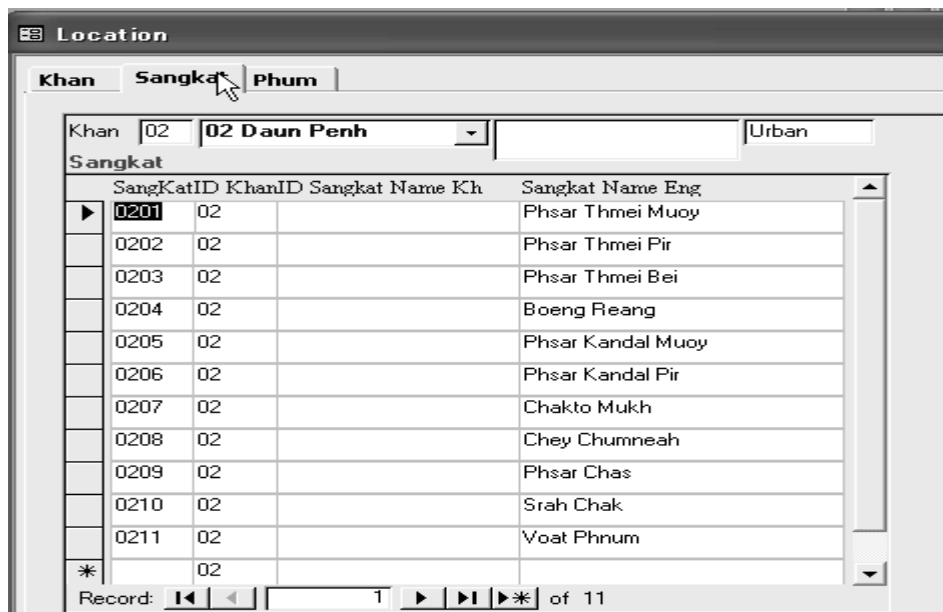 Location
Khan Sangkat Phum
Khan 02 02 Daun Penh Urban
Sangkat
SangKatID KhanID Sangkat Name Kh Sangkat Name Eng
0201 02 Phsar Thmei Muoy
0202 02 Phsar Thmei Pir
0203 02 Phsar Thmei Bei
0204 02 Boeng Reang
0205 02 Phsar Kandal Muoy
0206 02 Phsar Kandal Pir
0207 02 Chakto Mukh
0208 02 Chey Chumneah
0209 02 Phsar Chas
0210 02 Srah Chak
0211 02 Voat Phnum
* 02
Record: 1 of 11